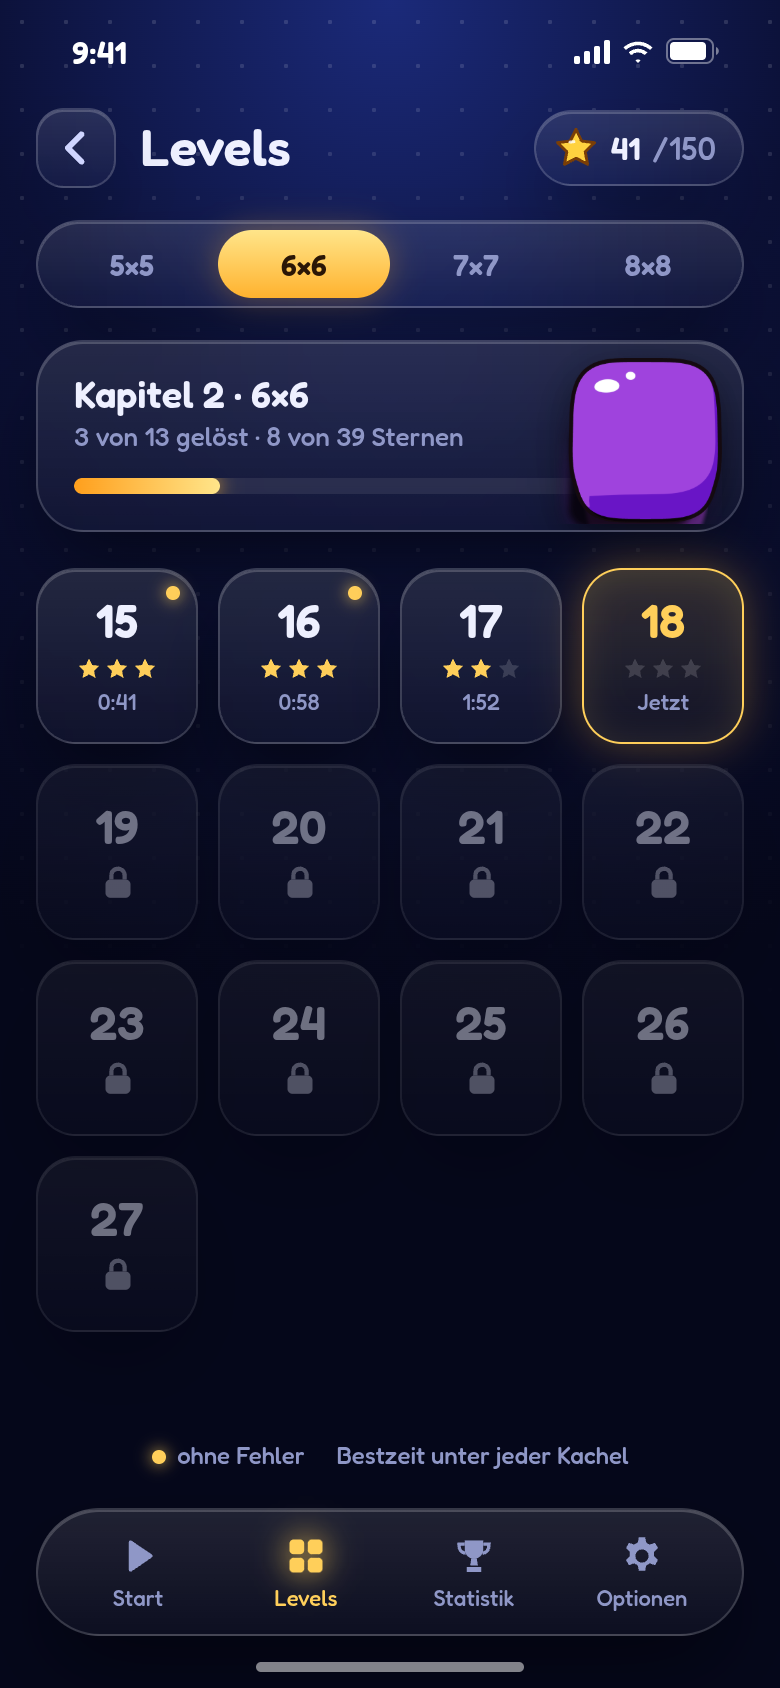 9:41
Levels
41 /150
5×5 6×6 7×7 8×8
Kapitel 2 · 6×6
3 von 13 gelöst · 8 von 39 Sternen
15 16 17 18
0:41 0:58 1:52 Jetzt
19 20 21 22
23 24 25 26
27
ohne Fehler Bestzeit unter jeder Kachel
Start Levels Statistik Optionen